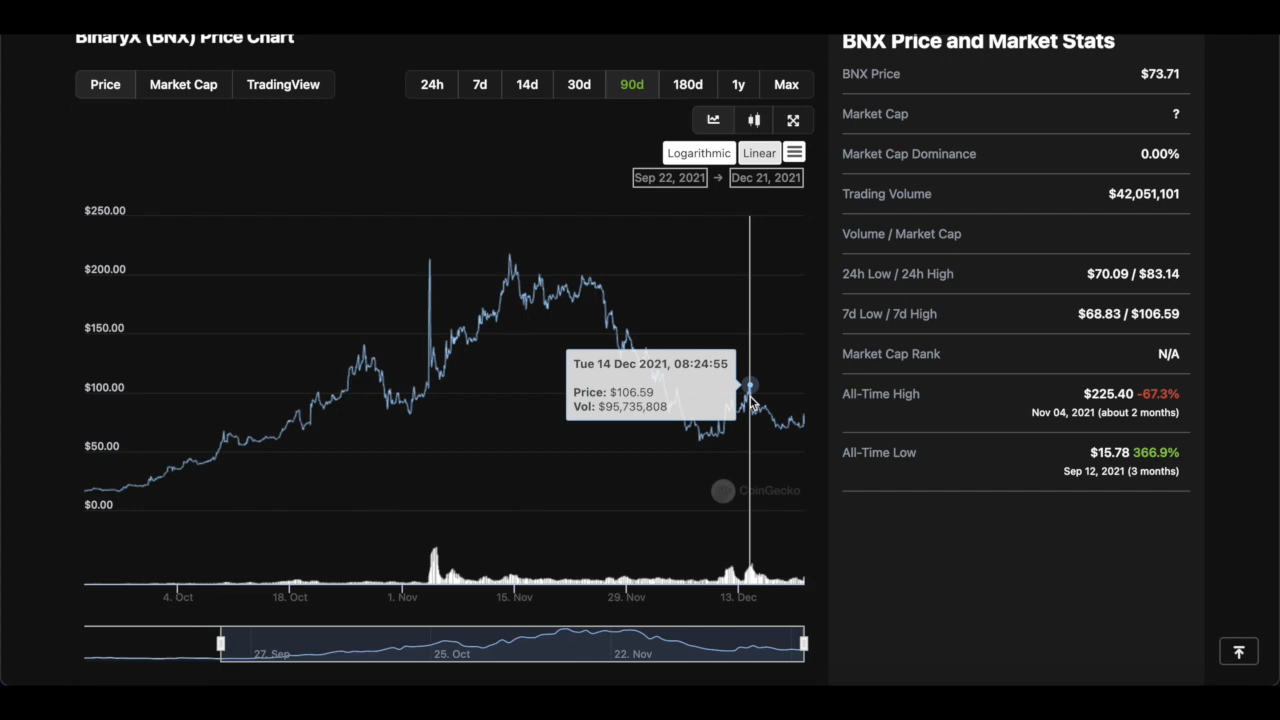 BinaryX (BNX) Price Chart
Price Market Cap TradingView
24h 7d 14d 30d 90d 180d 1y Max
Logarithmic Linear
Sep 22, 2021 → Dec 21, 2021
$250.00
$200.00
$150.00
$100.00
$50.00
$0.00
Tue 14 Dec 2021, 08:24:55
Price: $106.59
Vol: $95,735,808
CoinGecko
4. Oct 18. Oct 1. Nov 15. Nov 29. Nov 13. Dec
27. Sep 25. Oct 22. Nov
BNX Price and Market Stats
BNX Price $73.71
Market Cap ?
Market Cap Dominance 0.00%
Trading Volume $42,051,101
Volume / Market Cap
24h Low / 24h High $70.09 / $83.14
7d Low / 7d High $68.83 / $106.59
Market Cap Rank N/A
All-Time High $225.40 -67.3%
Nov 04, 2021 (about 2 months)
All-Time Low $15.78 366.9%
Sep 12, 2021 (3 months)